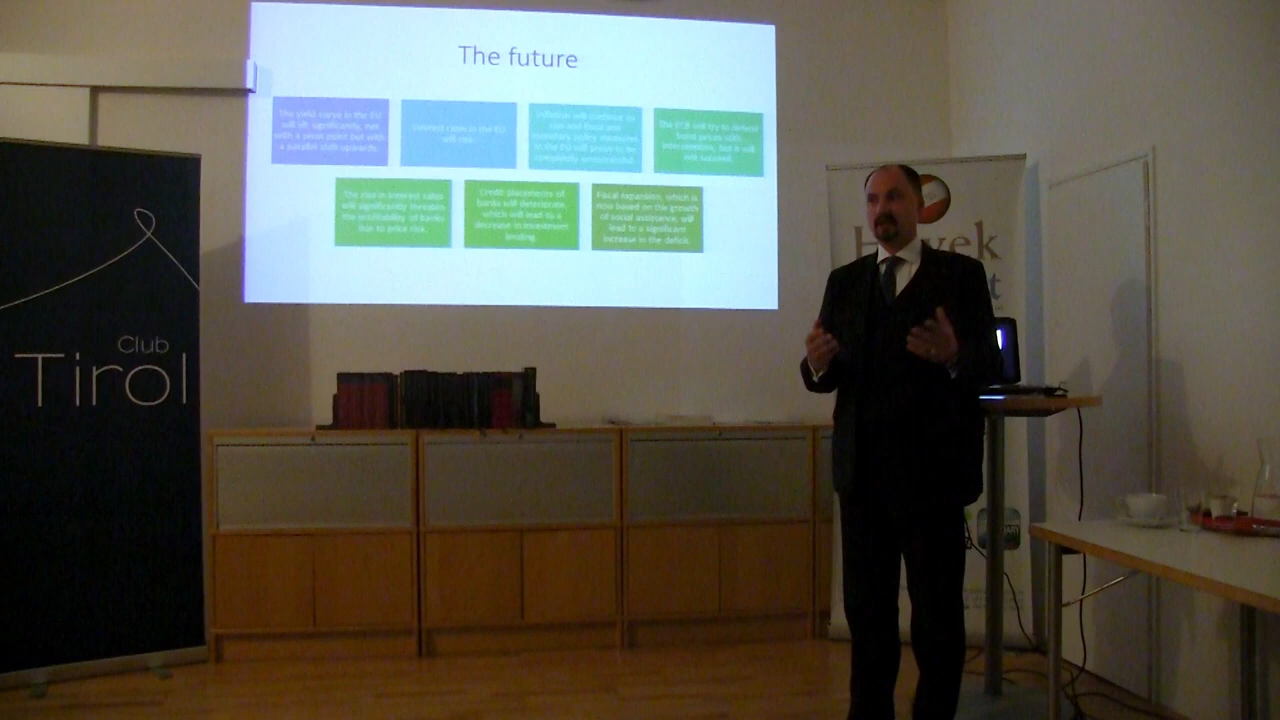 The future
The yield curve in the EU
will lift significantly, not
with a pivot point but with
a parallel shift upwards.
Interest rates in the EU
will rise.
Inflation will continue to
rise and fiscal and
monetary policy measures
in the EU will prove to be
completely unsuccessful.
The ECB will try to defend
bond prices with
intervention, but it will
not succeed.
The rise in interest rates
will significantly threaten
the profitability of banks
due to price risk.
Credit placements of
banks will deteriorate,
which will lead to a
decrease in investment
lending.
Fiscal expansion, which is
now based on the growth
of social assistance, will
lead to a significant
increase in the deficit.
Club
Tirol